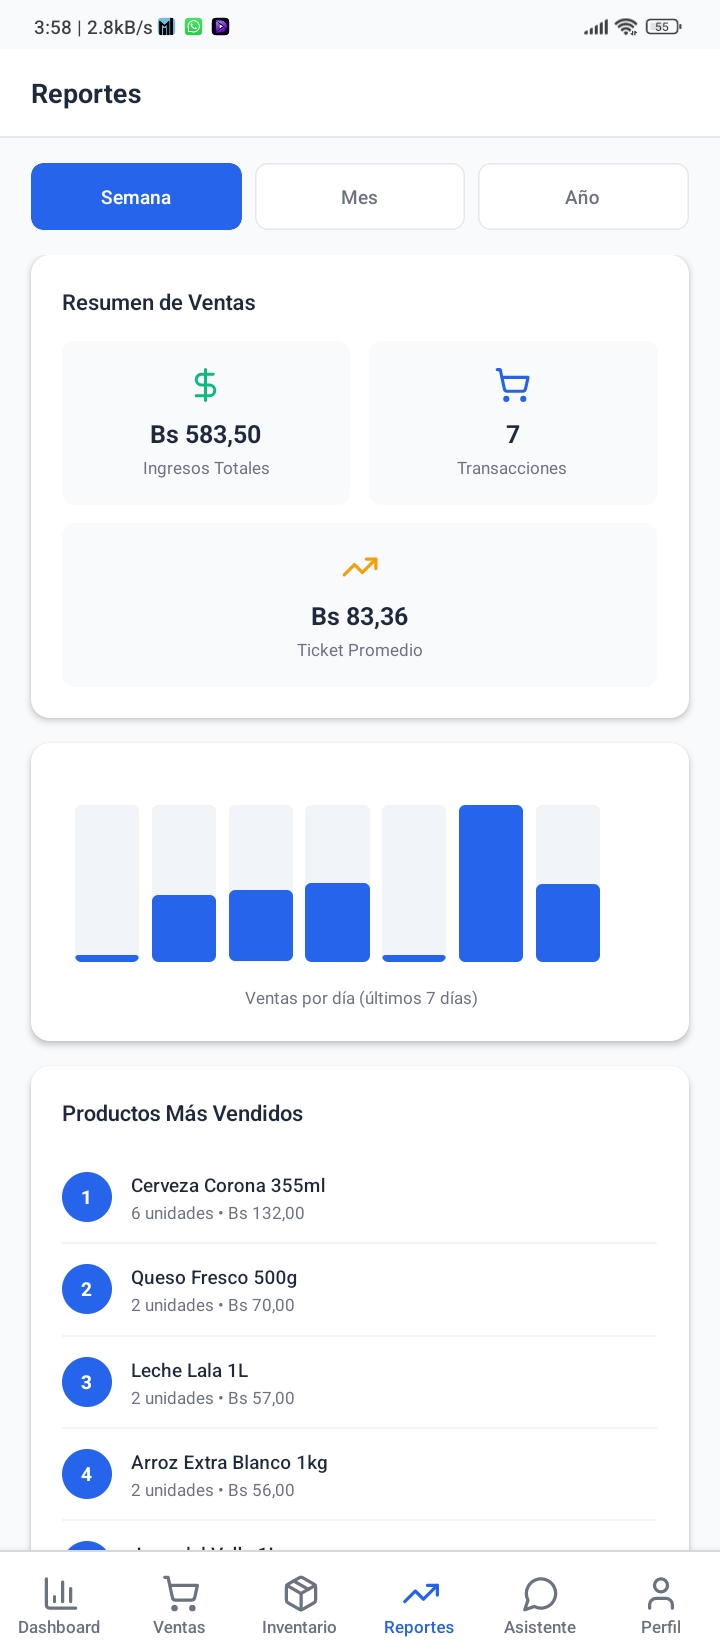 3:58 | 2.8kB/s
55
Reportes
Semana
Mes
Año
Resumen de Ventas
Bs 583,50
Ingresos Totales
7
Transacciones
Bs 83,36
Ticket Promedio
Ventas por día (últimos 7 días)
Productos Más Vendidos
1
Cerveza Corona 355ml
6 unidades • Bs 132,00
2
Queso Fresco 500g
2 unidades • Bs 70,00
3
Leche Lala 1L
2 unidades • Bs 57,00
4
Arroz Extra Blanco 1kg
2 unidades • Bs 56,00
Dashboard
Ventas
Inventario
Reportes
Asistente
Perfil